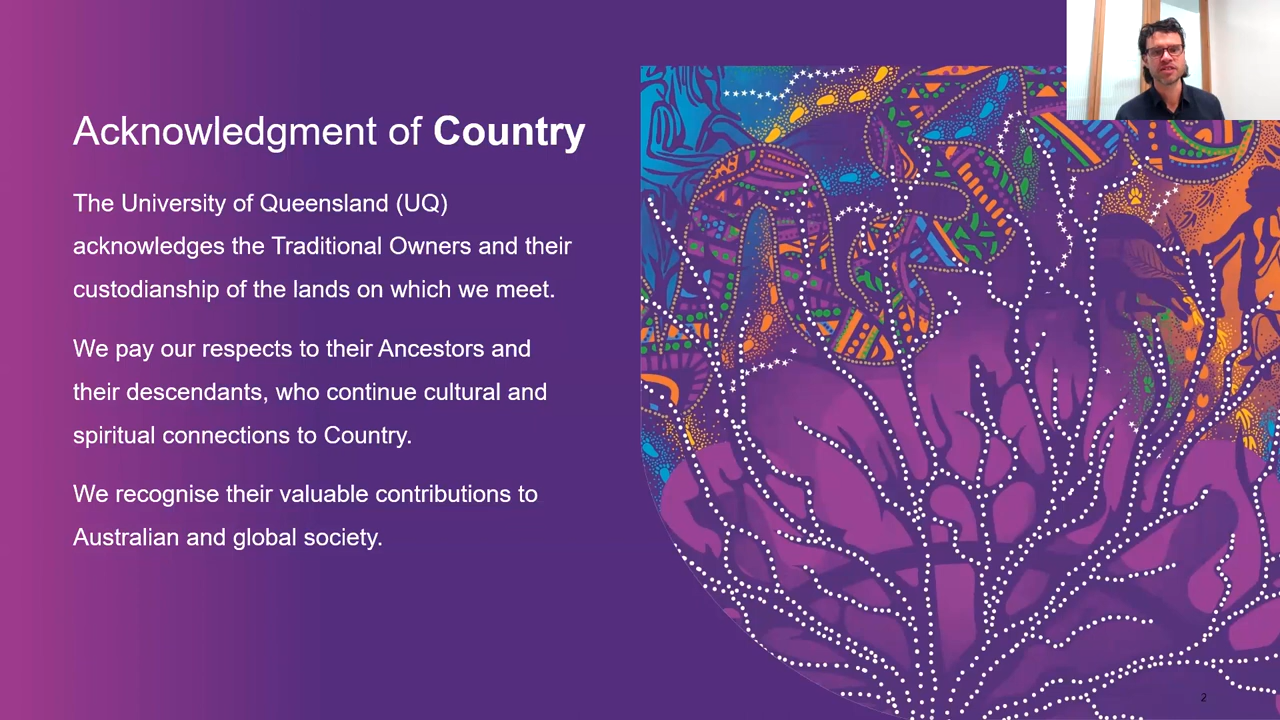 Acknowledgment of Country
The University of Queensland (UQ)
acknowledges the Traditional Owners and their
custodianship of the lands on which we meet.
We pay our respects to their Ancestors and
their descendants, who continue cultural and
spiritual connections to Country.
We recognise their valuable contributions to
Australian and global society.
2